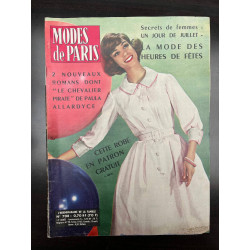 MODES
de PARIS
Secrets de femmes :
UN JOUR DE JUILLET -
LA MODE DES
HEURES DE FÊTES
2 NOUVEAUX
ROMANS DONT
"LE CHEVALIER
PIRATE" DE PAULA
ALLARDYCE
CETTE ROBE
EN PATRON
GRATUIT